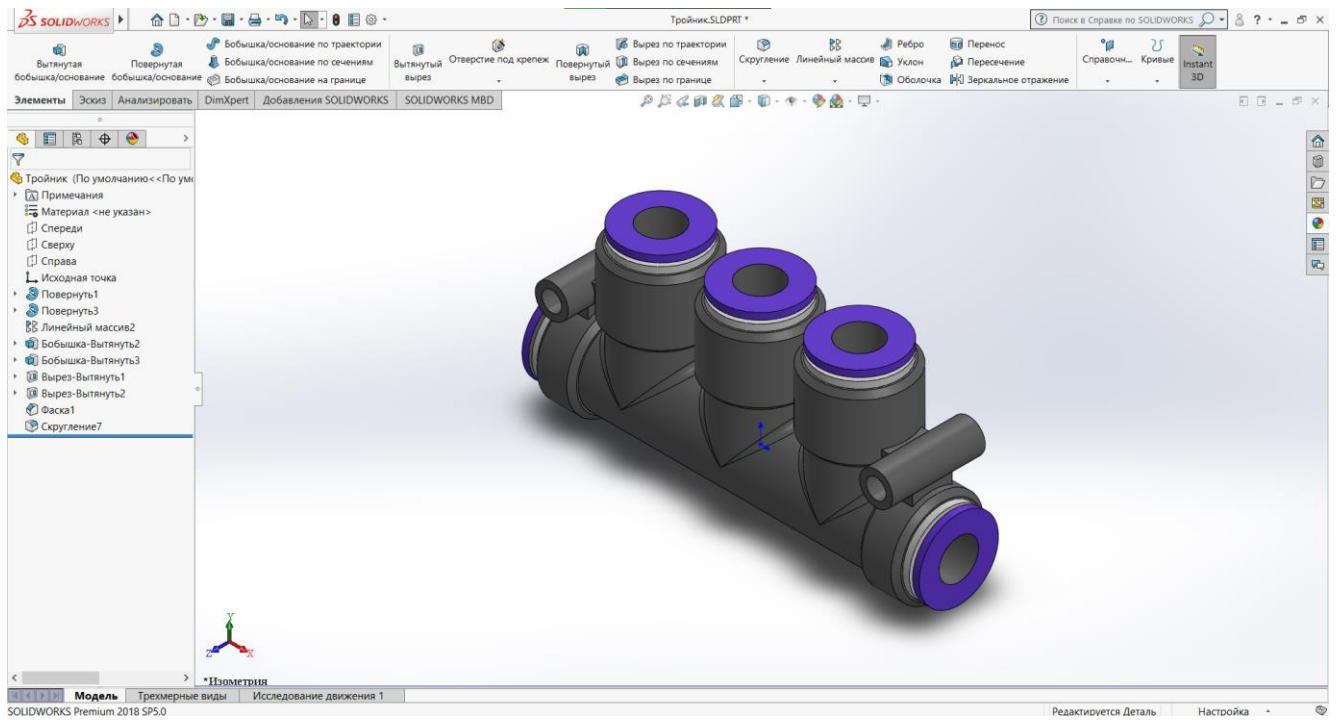 SOLIDWORKS
Тройник.SLDPRT *
Поиск в Справке по SOLIDWORKS
Вытянутая бобышка/основание
Повернутая бобышка/основание
Бобышка/основание по траектории
Бобышка/основание по сечениям
Бобышка/основание на границе
Вытянутый вырез
Отверстие под крепеж
Повернутый вырез
Вырез по траектории
Вырез по сечениям
Вырез по границе
Скругление
Линейный массив
Ребро
Уклон
Оболочка
Перенос
Пересечение
Зеркальное отражение
Справочн...
Кривые
Instant 3D
Элементы
Эскиз
Анализировать
DimXpert
Добавления SOLIDWORKS
SOLIDWORKS MBD
Тройник (По умолчанию<<По умо
Примечания
Материал <не указан>
Спереди
Сверху
Справа
Исходная точка
Повернуть1
Повернуть3
Линейный массив2
Бобышка-Вытянуть2
Бобышка-Вытянуть3
Вырез-Вытянуть1
Вырез-Вытянуть2
Фаска1
Скругление7
Y
Z
X
*Изометрия
Модель
Трехмерные виды
Исследование движения 1
SOLIDWORKS Premium 2018 SP5.0
Редактируется Деталь
Настройка